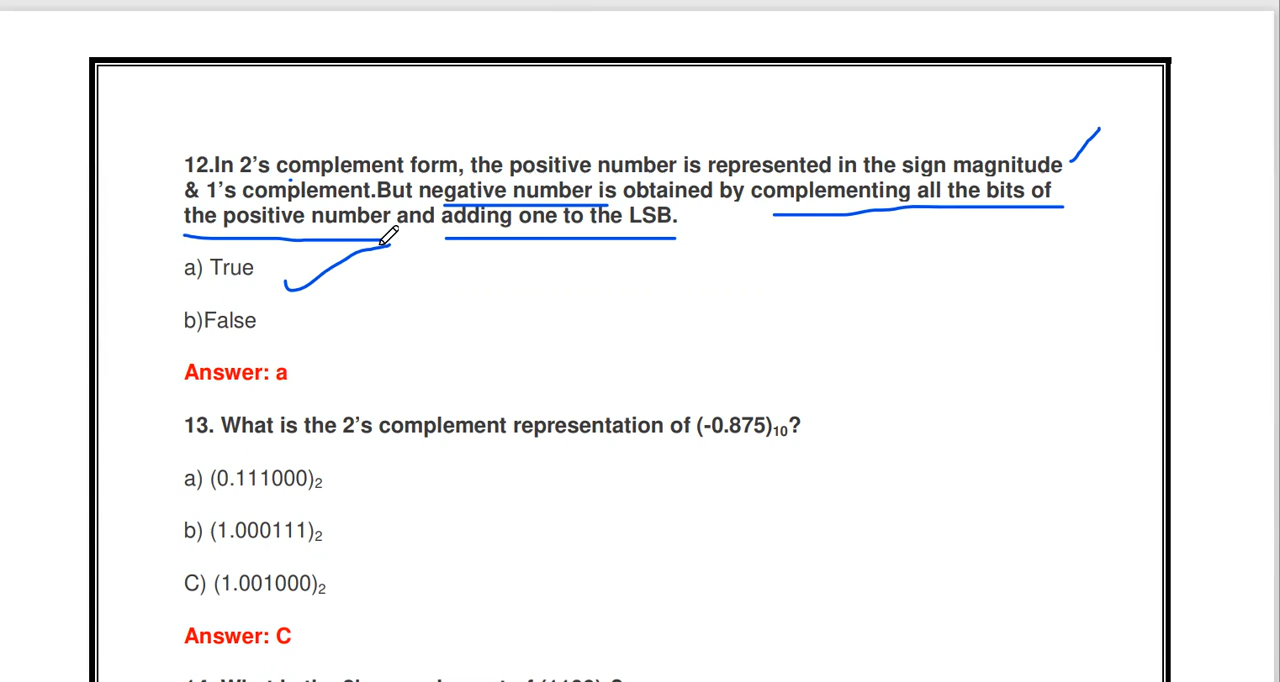 12.In 2’s complement form, the positive number is represented in the sign magnitude
& 1’s complement.But negative number is obtained by complementing all the bits of
the positive number and adding one to the LSB.
a) True
b)False
Answer: a
13. What is the 2’s complement representation of (-0.875)₁₀?
a) (0.111000)₂
b) (1.000111)₂
C) (1.001000)₂
Answer: C